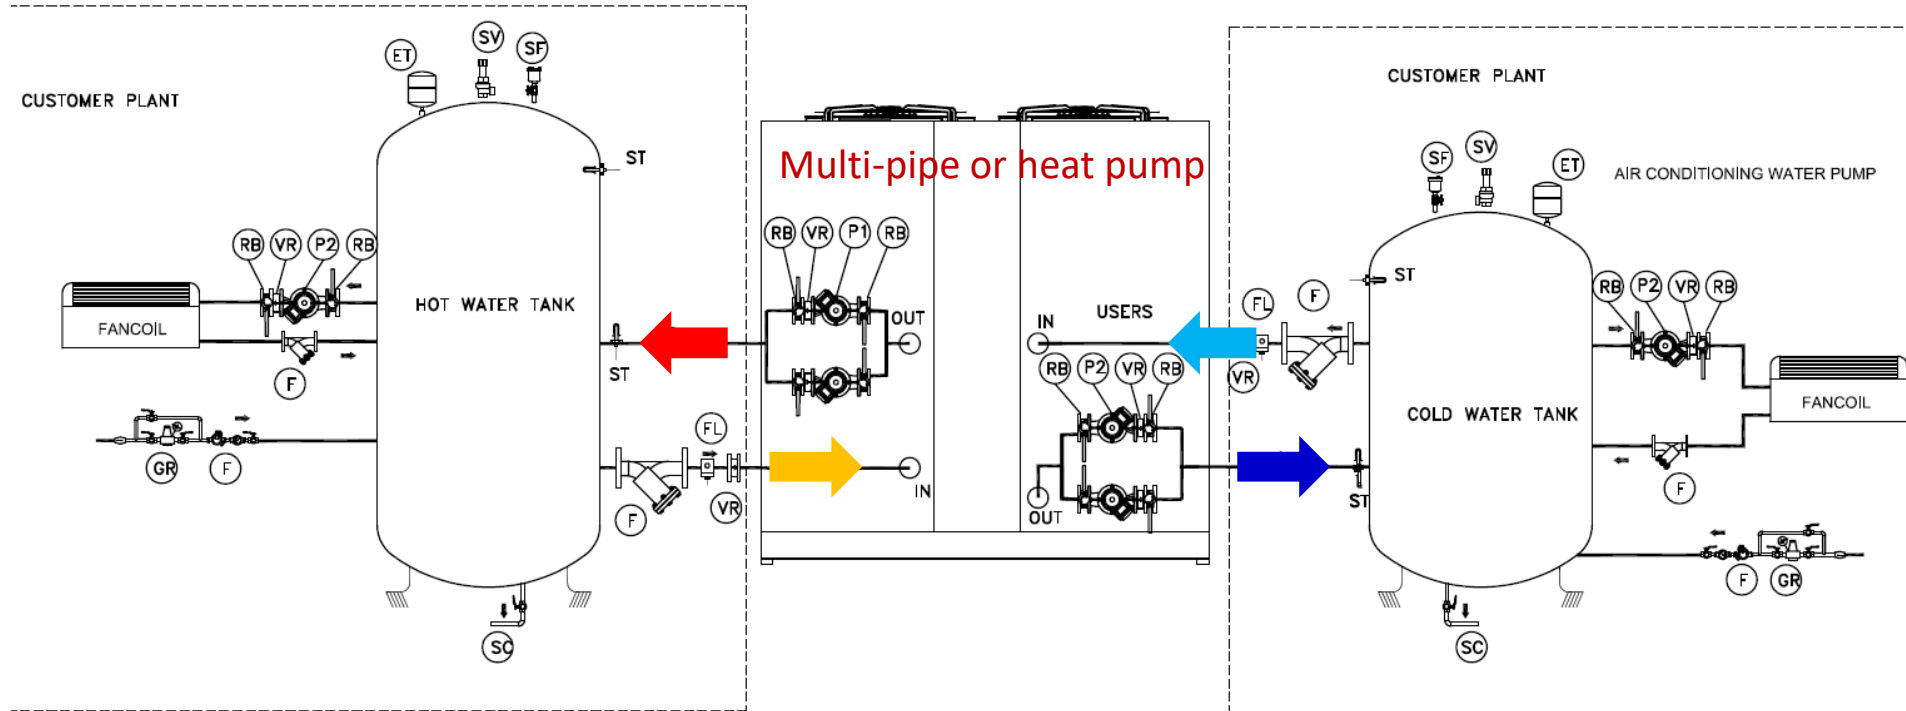 CUSTOMER PLANT
ET
SV
SF
ST
RB
VR
P2
RB
FANCOIL
HOT WATER TANK
F
GR
F
ST
F
FL
VR
SC
Multi-pipe or heat pump
RB
VR
P1
RB
OUT
IN
USERS
IN
RB
P2
VR
RB
OUT
CUSTOMER PLANT
AIR CONDITIONING WATER PUMP
SF
SV
ET
ST
FL
F
VR
ST
COLD WATER TANK
RB
P2
VR
RB
FANCOIL
F
F
GR
SC